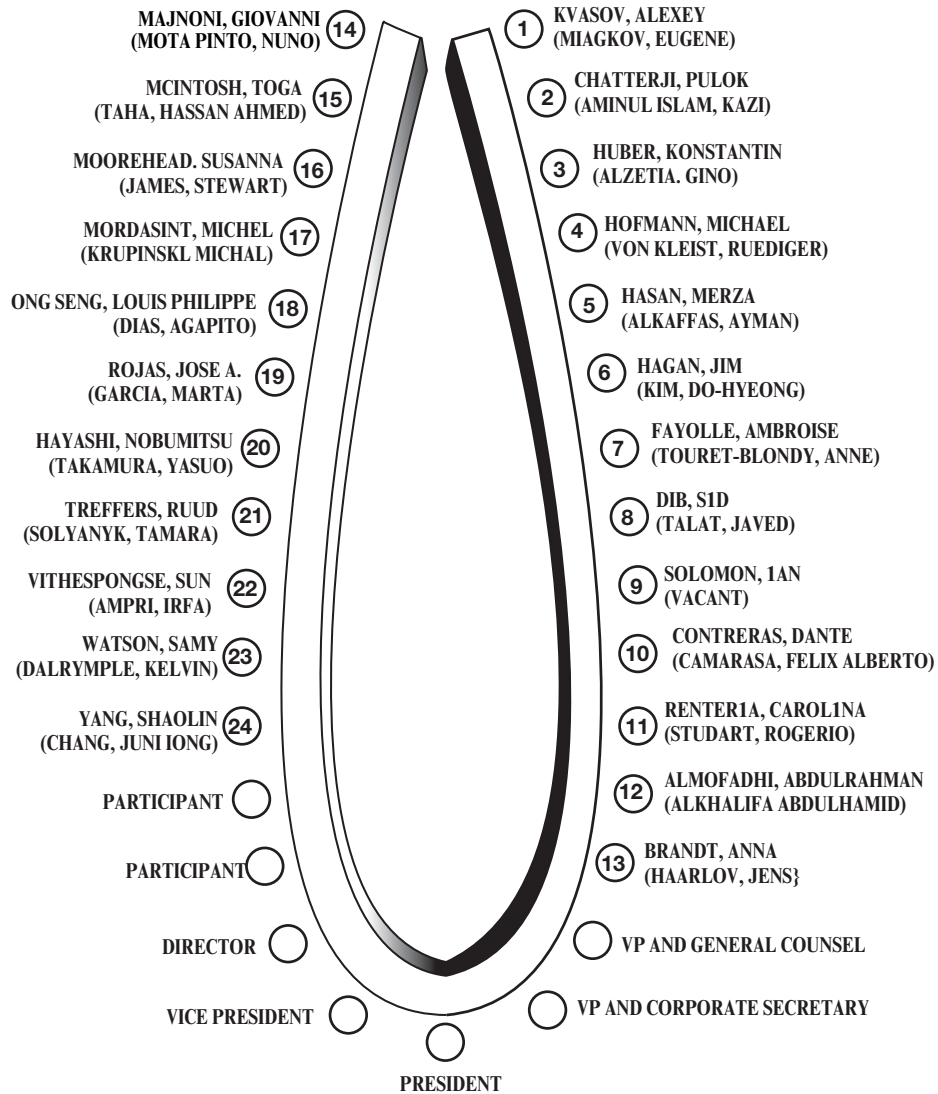 MAJNONI, GIOVANNI
(MOTA PINTO, NUNO)
14
MCINTOSH, TOGA
(TAHA, HASSAN AHMED)
15
MOOREHEAD. SUSANNA
(JAMES, STEWART)
16
MORDASINT, MICHEL
(KRUPINSKL MICHAL)
17
ONG SENG, LOUIS PHILIPPE
(DIAS, AGAPITO)
18
ROJAS, JOSE A.
(GARCIA, MARTA)
19
HAYASHI, NOBUMITSU
(TAKAMURA, YASUO)
20
TREFFERS, RUUD
(SOLYANYK, TAMARA)
21
VITHESPONGSE, SUN
(AMPRI, IRFA)
22
WATSON, SAMY
(DALRYMPLE, KELVIN)
23
YANG, SHAOLIN
(CHANG, JUNI IONG)
24
PARTICIPANT
PARTICIPANT
DIRECTOR
VICE PRESIDENT
PRESIDENT
1
KVASOV, ALEXEY
(MIAGKOV, EUGENE)
2
CHATTERJI, PULOK
(AMINUL ISLAM, KAZI)
3
HUBER, KONSTANTIN
(ALZETIA. GINO)
4
HOFMANN, MICHAEL
(VON KLEIST, RUEDIGER)
5
HASAN, MERZA
(ALKAFFAS, AYMAN)
6
HAGAN, JIM
(KIM, DO-HYEONG)
7
FAYOLLE, AMBROISE
(TOURET-BLONDY, ANNE)
8
DIB, S1D
(TALAT, JAVED)
9
SOLOMON, 1AN
(VACANT)
10
CONTRERAS, DANTE
(CAMARASA, FELIX ALBERTO)
11
RENTER1A, CAROL1NA
(STUDART, ROGERIO)
12
ALMOFADHI, ABDULRAHMAN
(ALKHALIFA ABDULHAMID)
13
BRANDT, ANNA
(HAARLOV, JENS}
VP AND GENERAL COUNSEL
VP AND CORPORATE SECRETARY